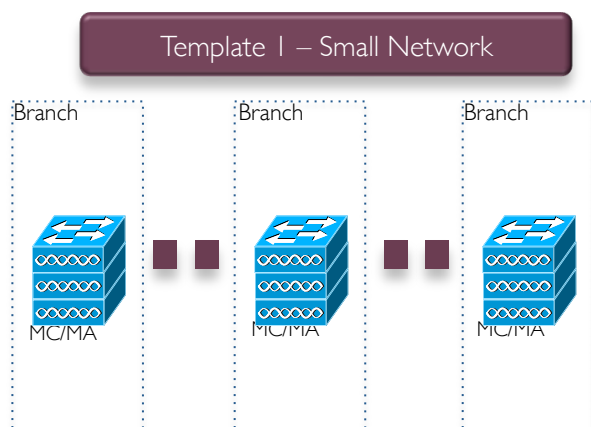 Template 1 – Small Network
Branch
Branch
Branch
MC/MA
MC/MA
MC/MA